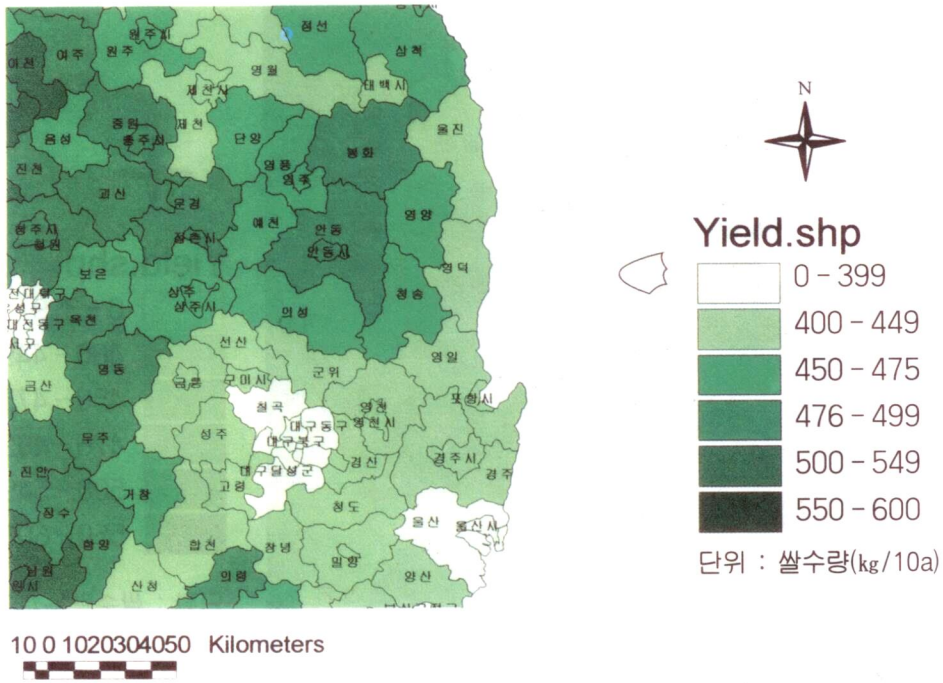 정선
원주시
원주
여주
삼척
영월
태백시
제천시
울진
중원
제천
음성
단양
충주시
봉화
영풍
영주
진천
괴산
문경
영양
예천
안동
청주시
청원
점촌시
안동시
영덕
보은
청송
상주
상주시
의성
옥천
선산
영일
영동
군위
금산
금릉
구미시
칠곡
포항시
영천
영천시
대구동구
성주
대구북구
무주
경산
경주시
대구달성군
경주
진안
고령
거창
청도
장수
울산
울산시
함양
합천
창녕
밀양
남원
의령
양산
산청
N
Yield.shp
0 - 399
400 - 449
450 - 475
476 - 499
500 - 549
550 - 600
단위 : 쌀수량(kg/10a)
10 0 1020304050 Kilometers